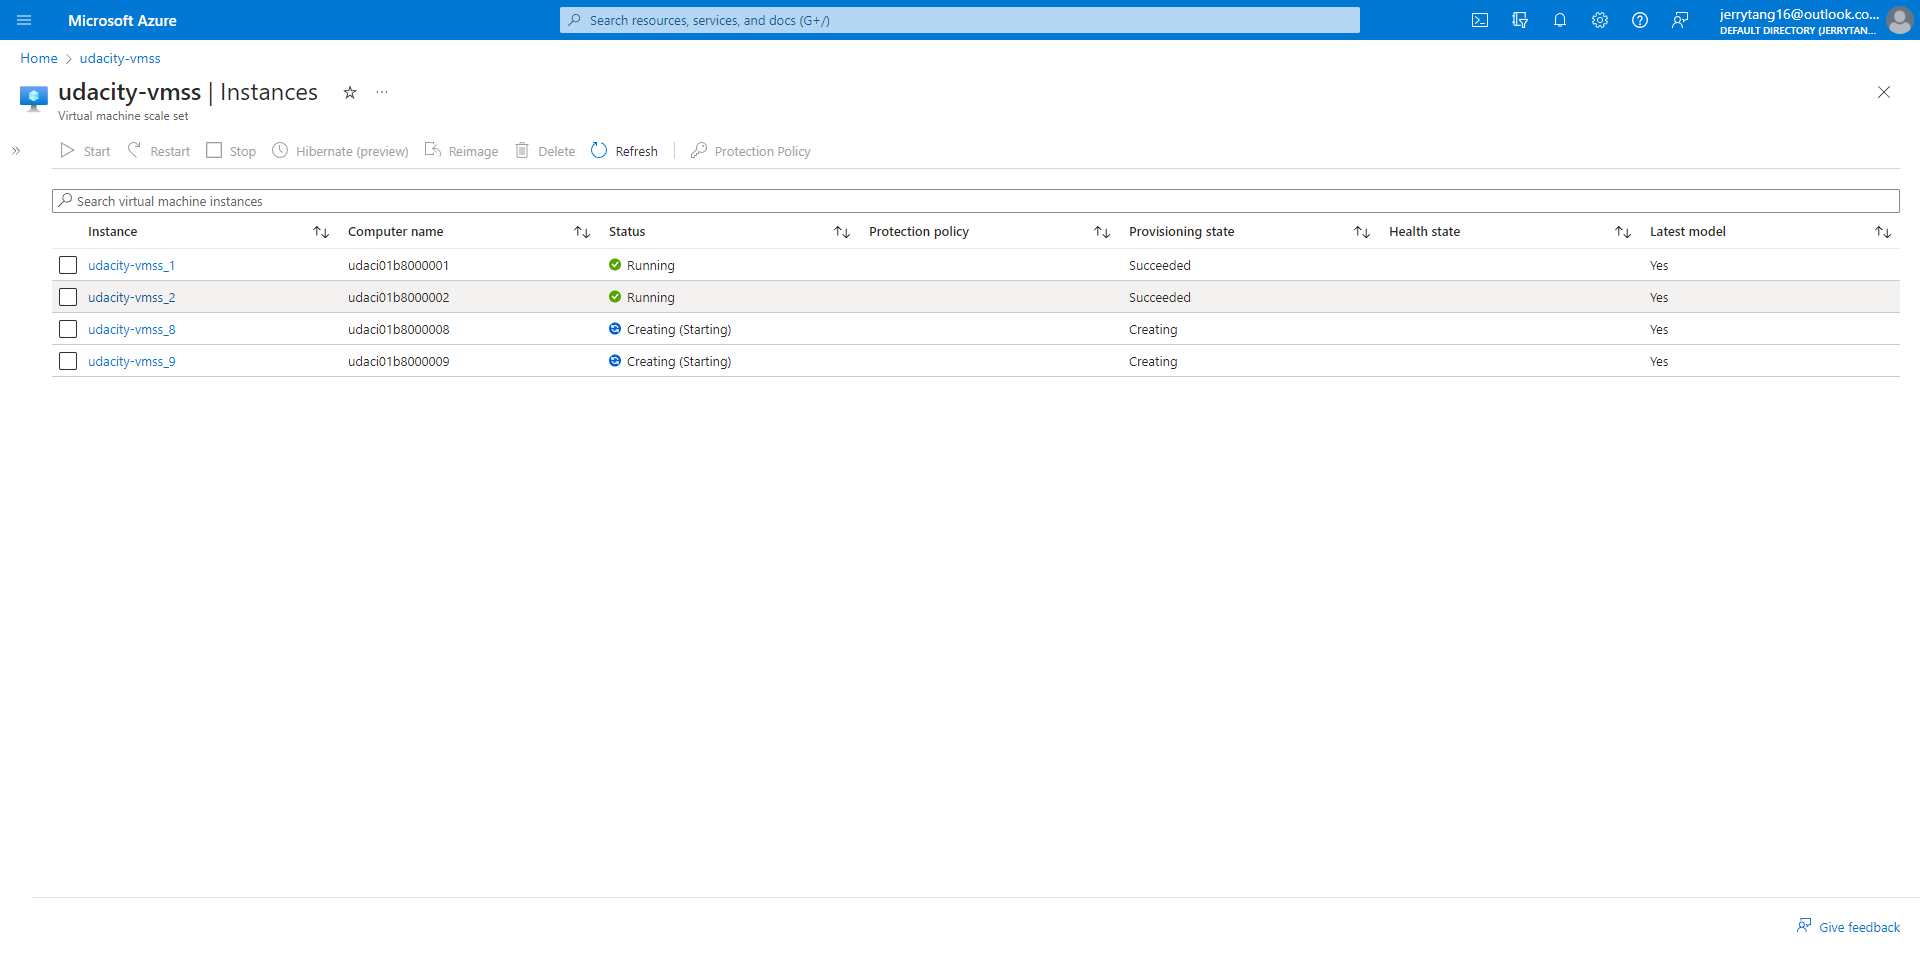 Microsoft Azure
Search resources, services, and docs (G+/)
jerrytang16@outlook.co...
DEFAULT DIRECTORY (JERRYTAN...
Home > udacity-vmss
udacity-vmss | Instances
Virtual machine scale set
Start Restart Stop Hibernate (preview) Reimage Delete Refresh Protection Policy
Search virtual machine instances
Instance Computer name Status Protection policy Provisioning state Health state Latest model
udacity-vmss_1 udaci01b8000001 Running Succeeded Yes
udacity-vmss_2 udaci01b8000002 Running Succeeded Yes
udacity-vmss_8 udaci01b8000008 Creating (Starting) Creating Yes
udacity-vmss_9 udaci01b8000009 Creating (Starting) Creating Yes
Give feedback